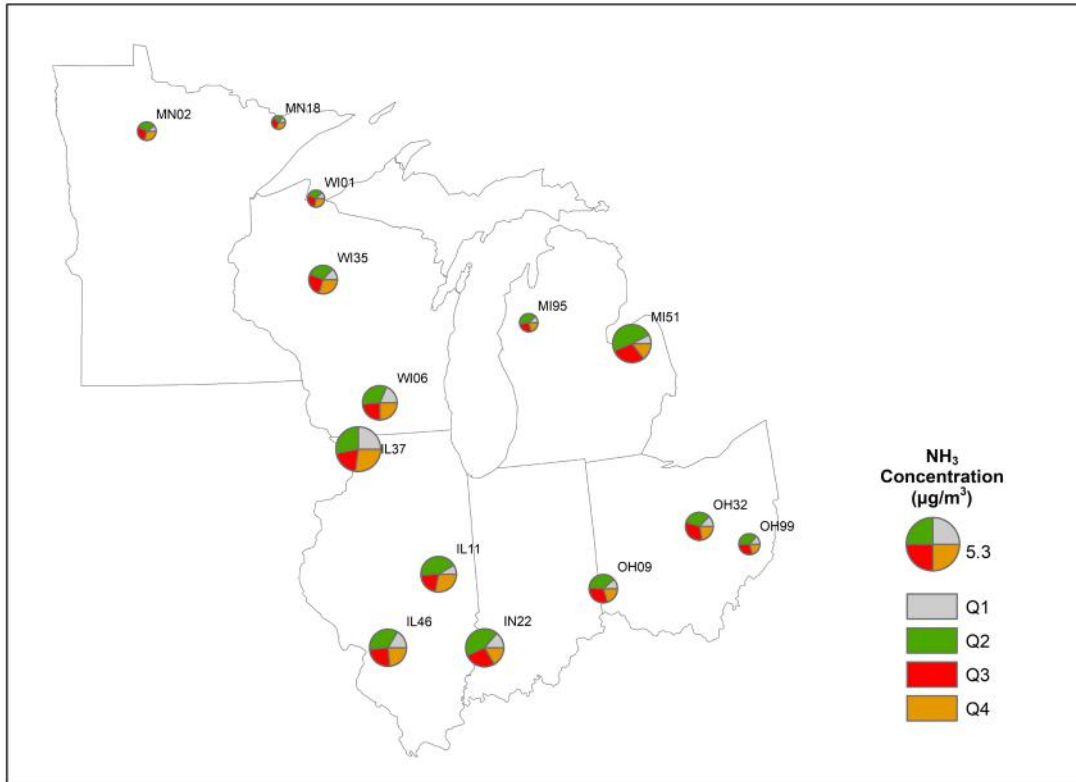 MN02
MN18
WI01
WI35
MI95
MI51
WI06
IL37
NH₃
Concentration
(µg/m³)
5.3
OH32
OH99
IL11
OH09
Q1
IL46
IN22
Q2
Q3
Q4